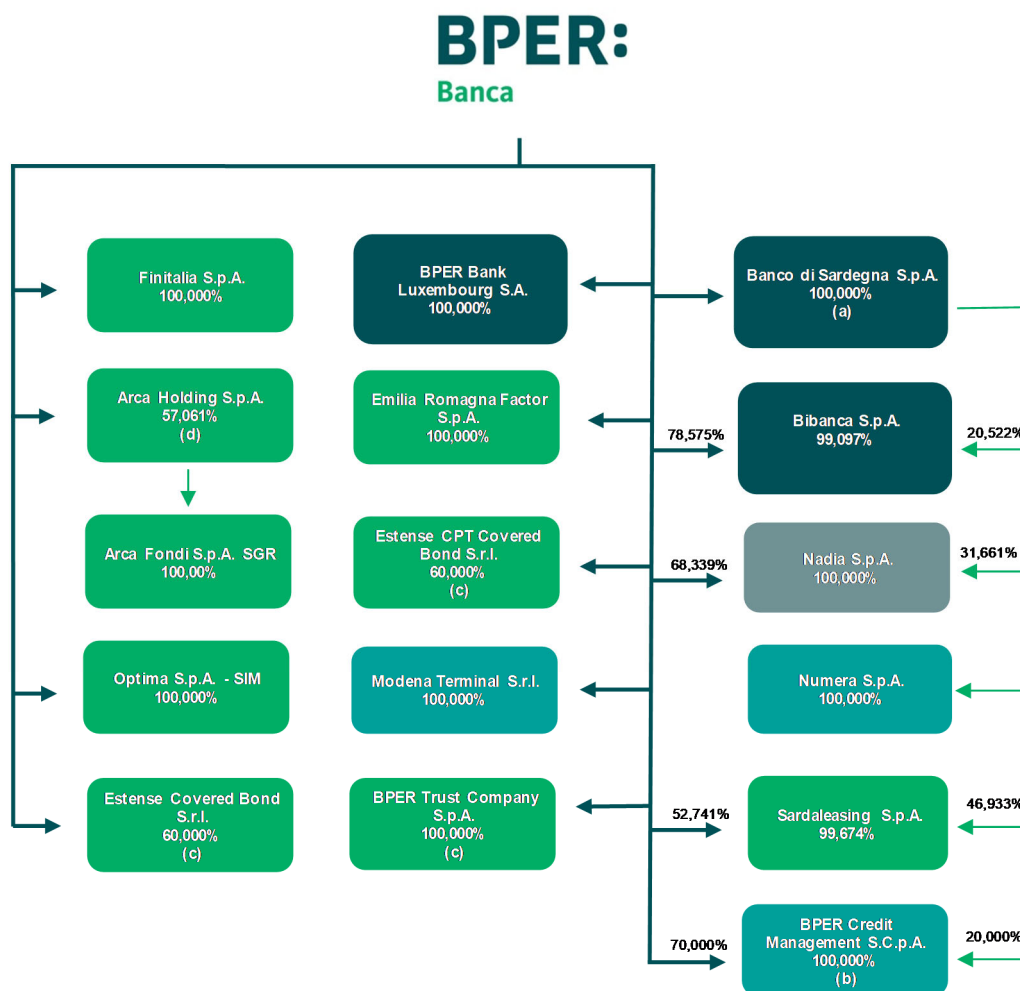 BPER:
Banca
Finitalia S.p.A.
100,000%
BPER Bank
Luxembourg S.A.
100,000%
Banco di Sardegna S.p.A.
100,000%
(a)
Arca Holding S.p.A.
57,061%
(d)
Emilia Romagna Factor
S.p.A.
100,000%
78,575%
Bibanca S.p.A.
99,097%
20,522%
Arca Fondi S.p.A. SGR
100,00%
Estense CPT Covered
Bond S.r.l.
60,000%
(c)
68,339%
Nadia S.p.A.
100,000%
31,661%
Optima S.p.A. - SIM
100,000%
Modena Terminal S.r.l.
100,000%
Numera S.p.A.
100,000%
Estense Covered Bond
S.r.l.
60,000%
(c)
BPER Trust Company
S.p.A.
100,000%
(c)
52,741%
Sardaleasing S.p.A.
99,674%
46,933%
70,000%
BPER Credit
Management S.C.p.A.
100,000%
(b)
20,000%